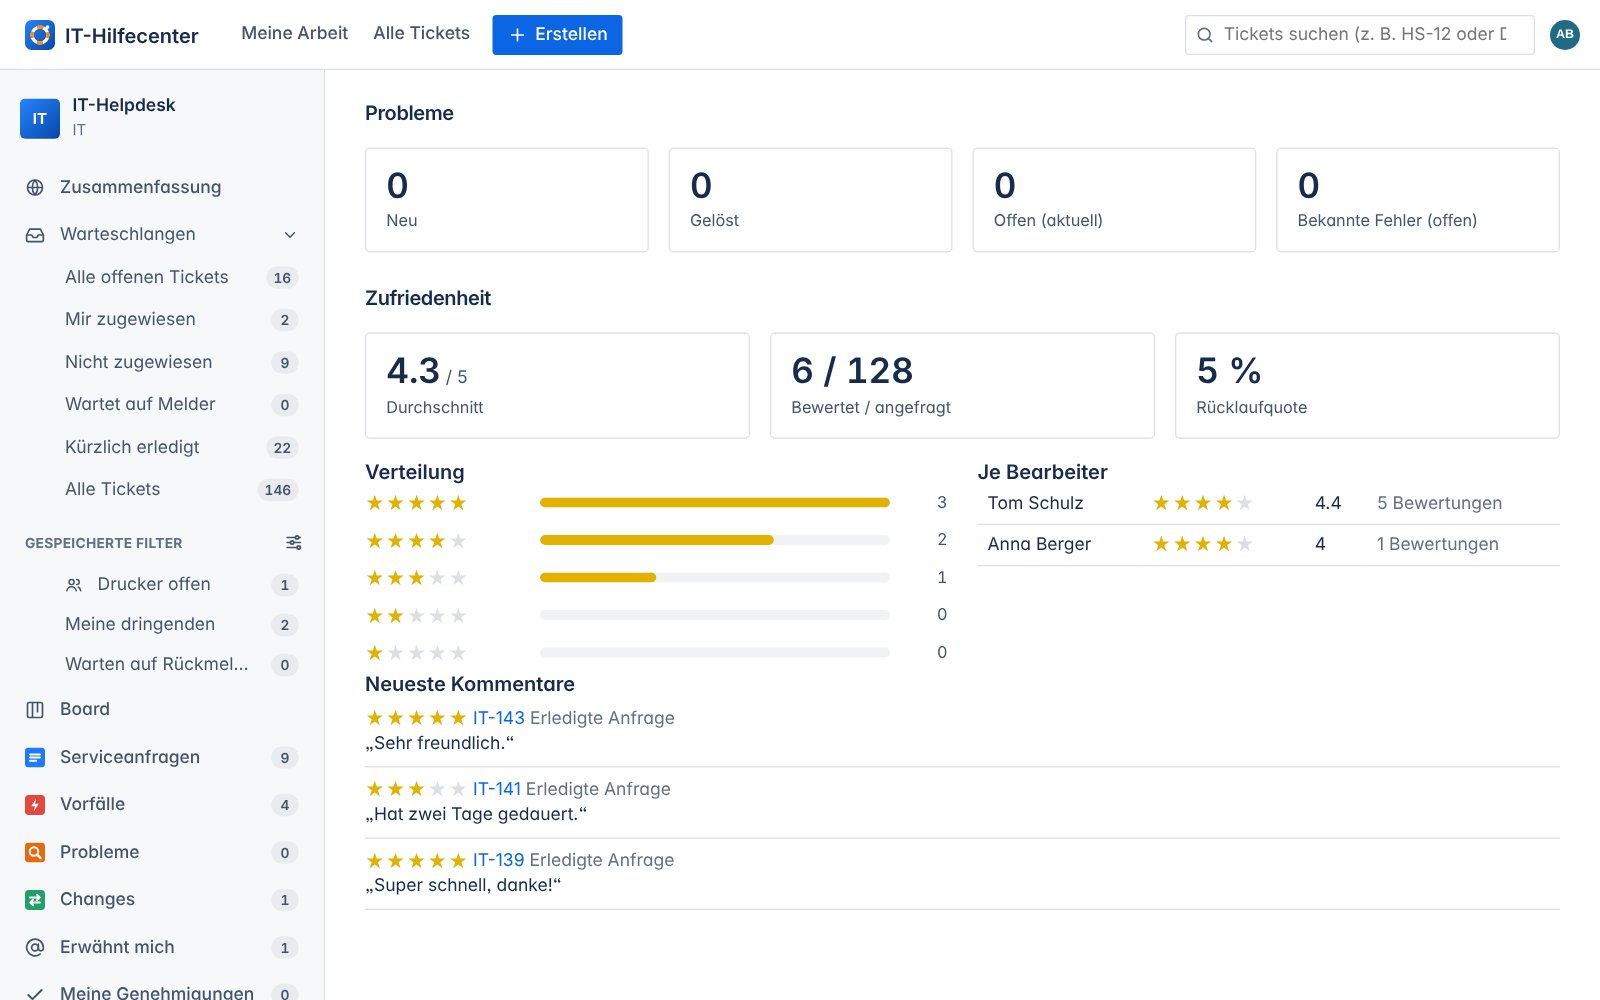 IT-Hilfecenter
Meine Arbeit
Alle Tickets
Erstellen
Tickets suchen (z. B. HS-12 oder D
AB
IT
IT-Helpdesk
IT
Zusammenfassung
Warteschlangen
Alle offenen Tickets 16
Mir zugewiesen 2
Nicht zugewiesen 9
Wartet auf Melder 0
Kürzlich erledigt 22
Alle Tickets 146
GESPEICHERTE FILTER
Drucker offen 1
Meine dringenden 2
Warten auf Rückmel... 0
Board
Serviceanfragen 9
Vorfälle 4
Probleme 0
Changes 1
Erwähnt mich 1
Meine Genehmigungen 0
Probleme
0
Neu
0
Gelöst
0
Offen (aktuell)
0
Bekannte Fehler (offen)
Zufriedenheit
4.3 / 5
Durchschnitt
6 / 128
Bewertet / angefragt
5 %
Rücklaufquote
Verteilung
3
2
1
0
0
Je Bearbeiter
Tom Schulz 4.4 5 Bewertungen
Anna Berger 4 1 Bewertungen
Neueste Kommentare
IT-143 Erledigte Anfrage
„Sehr freundlich.“
IT-141 Erledigte Anfrage
„Hat zwei Tage gedauert.“
IT-139 Erledigte Anfrage
„Super schnell, danke!“